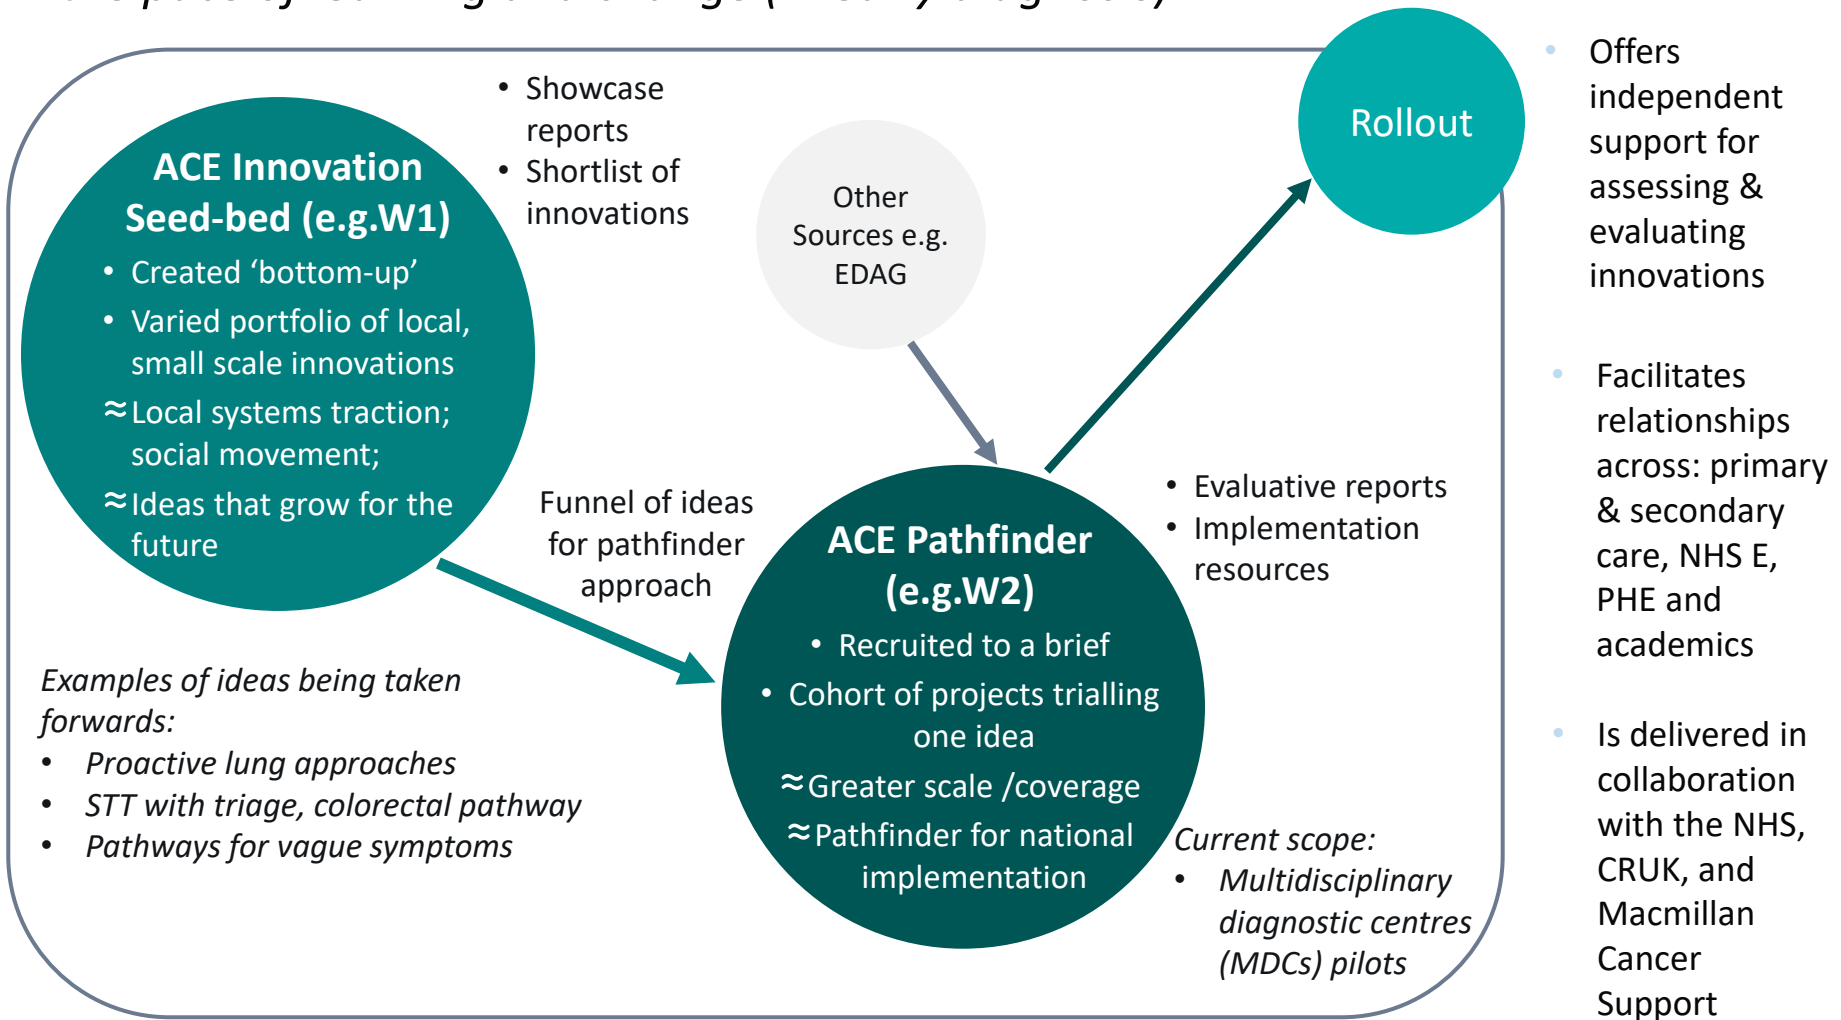 • Showcase
reports
• Shortlist of
innovations
ACE Innovation
Seed-bed (e.g.W1)
• Created ‘bottom-up’
• Varied portfolio of local,
small scale innovations
≈ Local systems traction;
social movement;
≈ Ideas that grow for the
future
Other
Sources e.g.
EDAG
Rollout
Funnel of ideas
for pathfinder
approach
ACE Pathfinder
(e.g.W2)
• Recruited to a brief
• Cohort of projects trialling
one idea
≈ Greater scale /coverage
≈ Pathfinder for national
implementation
• Evaluative reports
• Implementation
resources
Examples of ideas being taken
forwards:
• Proactive lung approaches
• STT with triage, colorectal pathway
• Pathways for vague symptoms
Current scope:
• Multidisciplinary
diagnostic centres
(MDCs) pilots
• Offers
independent
support for
assessing &
evaluating
innovations
• Facilitates
relationships
across: primary
& secondary
care, NHS E,
PHE and
academics
• Is delivered in
collaboration
with the NHS,
CRUK, and
Macmillan
Cancer
Support